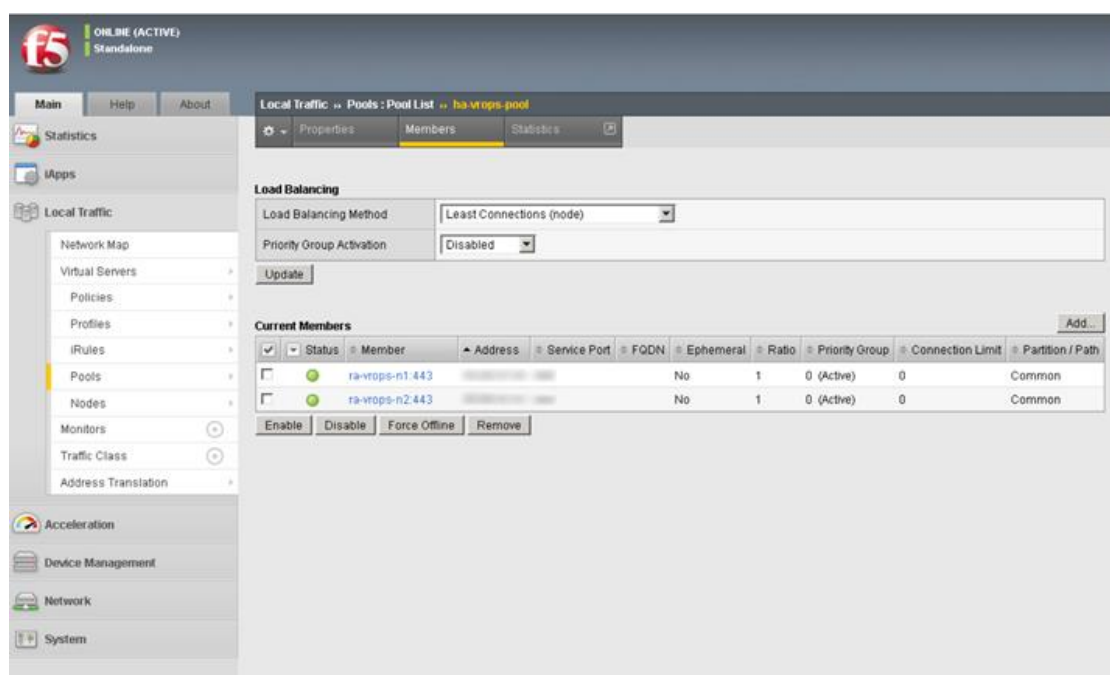 f5
ONLINE (ACTIVE)
Standalone
Main Help About
Local Traffic ›› Pools : Pool List ›› ha-vrops-pool
Properties Members Statistics
Statistics
iApps
Local Traffic
Network Map
Virtual Servers
Policies
Profiles
iRules
Pools
Nodes
Monitors
Traffic Class
Address Translation
Acceleration
Device Management
Network
System
Load Balancing
Load Balancing Method Least Connections (node)
Priority Group Activation Disabled
Update
Current Members Add...
Status Member Address Service Port FQDN Ephemeral Ratio Priority Group Connection Limit Partition / Path
ra-vrops-n1:443 No 1 0 (Active) 0 Common
ra-vrops-n2:443 No 1 0 (Active) 0 Common
Enable Disable Force Offline Remove